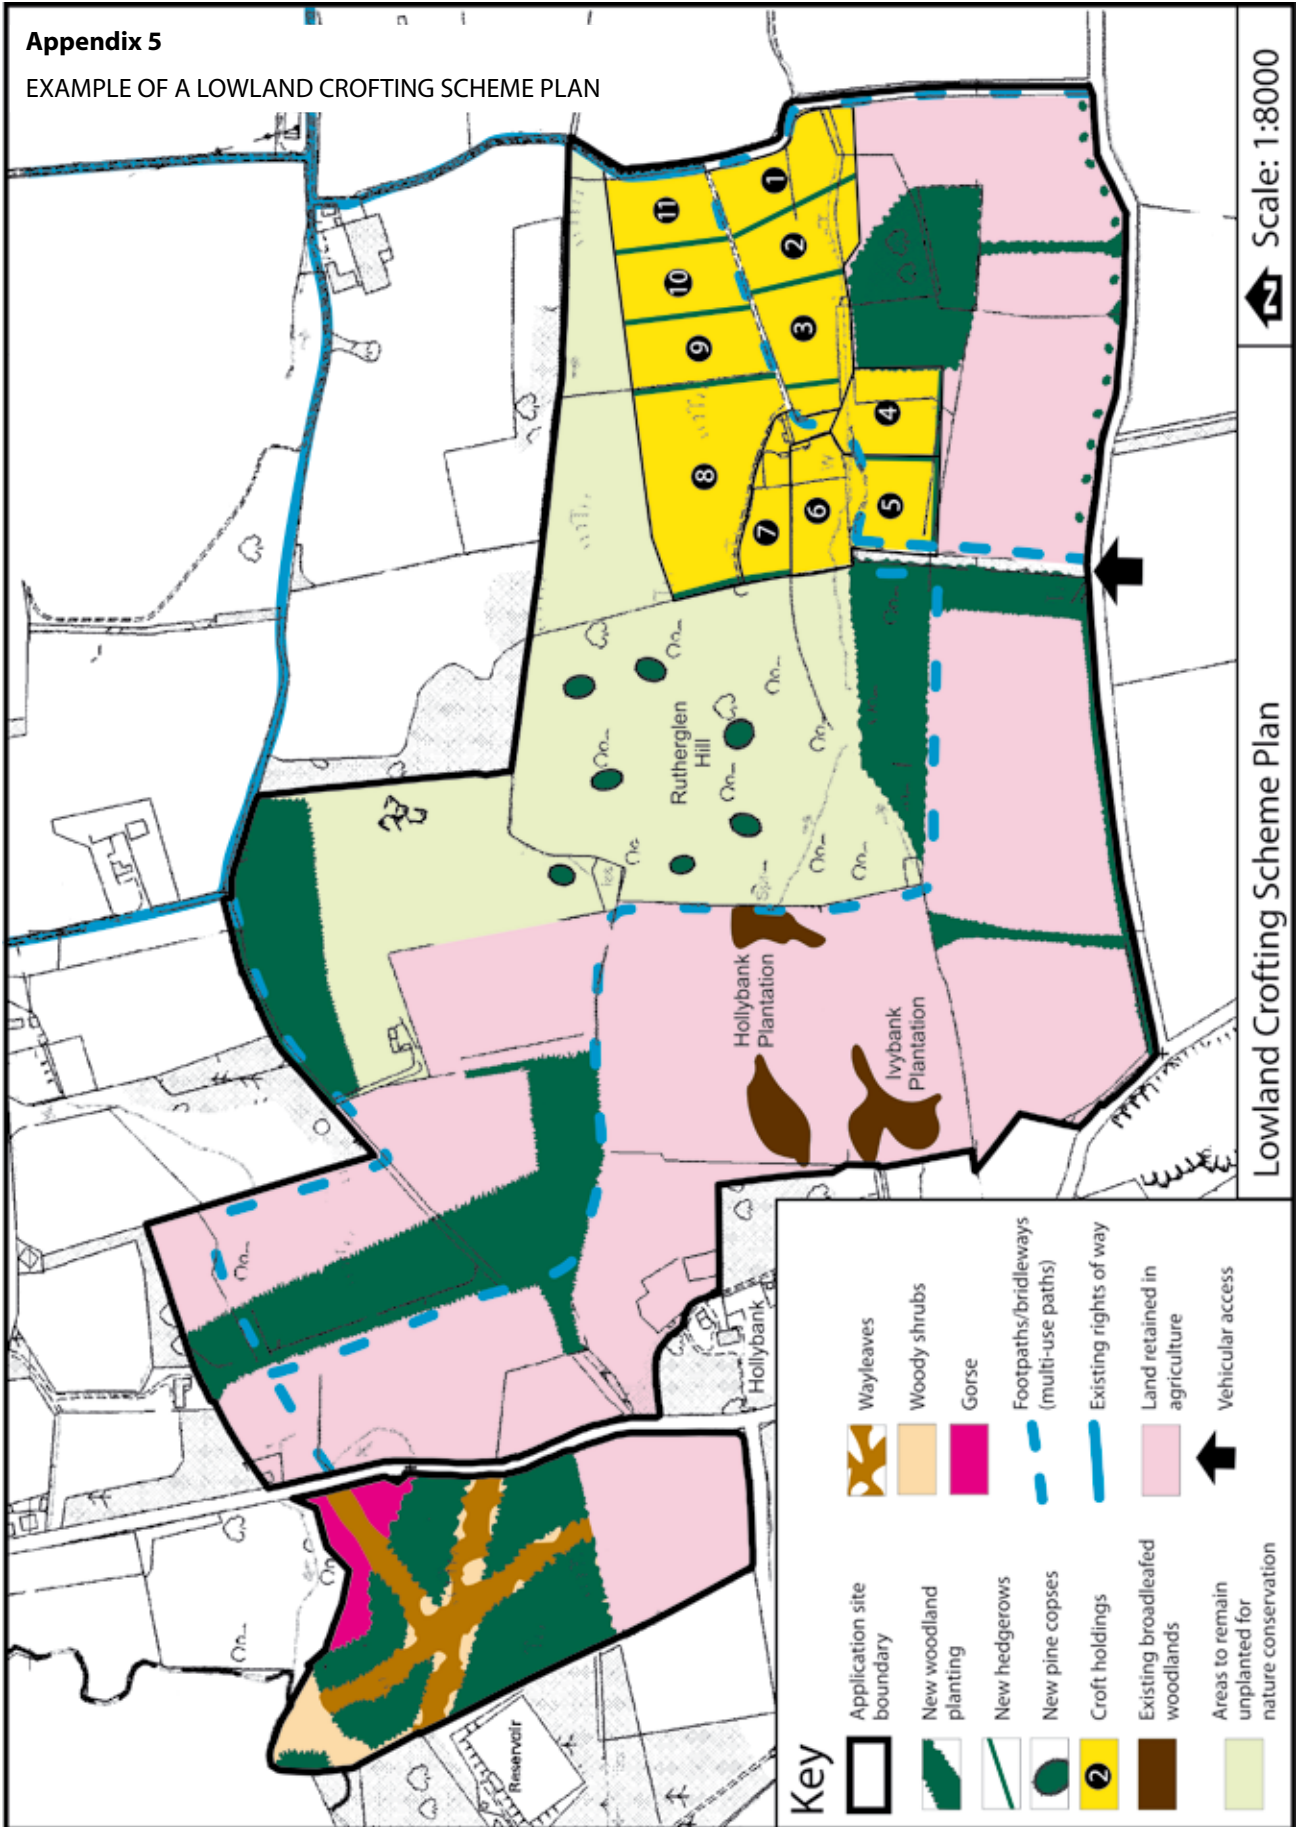 Appendix 5
EXAMPLE OF A LOWLAND CROFTING SCHEME PLAN
Rutherglen
Hill
Hollybank
Plantation
Ivybank
Plantation
Hollybank
Reservoir
1
2
3
4
5
6
7
8
9
10
11
W
Key
Application site
boundary
New woodland
planting
New hedgerows
New pine copses
2
Croft holdings
Existing broadleafed
woodlands
Areas to remain
unplanted for
nature conservation
Wayleaves
Woody shrubs
Gorse
Footpaths/bridleways
(multi-use paths)
Existing rights of way
Land retained in
agriculture
Vehicular access
Lowland Crofting Scheme Plan
N Scale: 1:8000